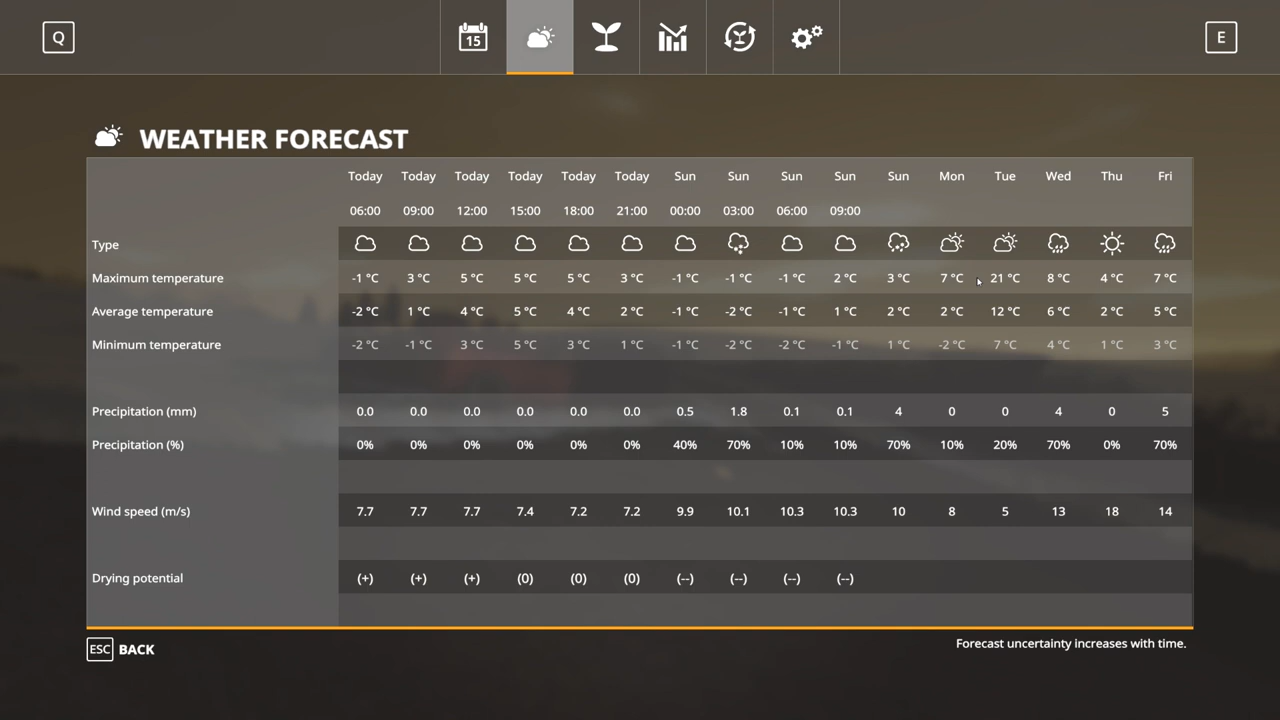 Q
15
E
WEATHER FORECAST
Today Today Today Today Today Today Sun Sun Sun Sun Sun Mon Tue Wed Thu Fri
06:00 09:00 12:00 15:00 18:00 21:00 00:00 03:00 06:00 09:00
Type
Maximum temperature -1 °C 3 °C 5 °C 5 °C 5 °C 3 °C -1 °C -1 °C -1 °C 2 °C 3 °C 7 °C 21 °C 8 °C 4 °C 7 °C
Average temperature -2 °C 1 °C 4 °C 5 °C 4 °C 2 °C -1 °C -2 °C -1 °C 1 °C 2 °C 2 °C 12 °C 6 °C 2 °C 5 °C
Minimum temperature -2 °C -1 °C 3 °C 5 °C 3 °C 1 °C -1 °C -2 °C -2 °C -1 °C 1 °C -2 °C 7 °C 4 °C 1 °C 3 °C
Precipitation (mm) 0.0 0.0 0.0 0.0 0.0 0.0 0.5 1.8 0.1 0.1 4 0 0 4 0 5
Precipitation (%) 0% 0% 0% 0% 0% 0% 40% 70% 10% 10% 70% 10% 20% 70% 0% 70%
Wind speed (m/s) 7.7 7.7 7.7 7.4 7.2 7.2 9.9 10.1 10.3 10.3 10 8 5 13 18 14
Drying potential (+) (+) (+) (0) (0) (0) (--) (--) (--) (--)
ESC BACK
Forecast uncertainty increases with time.